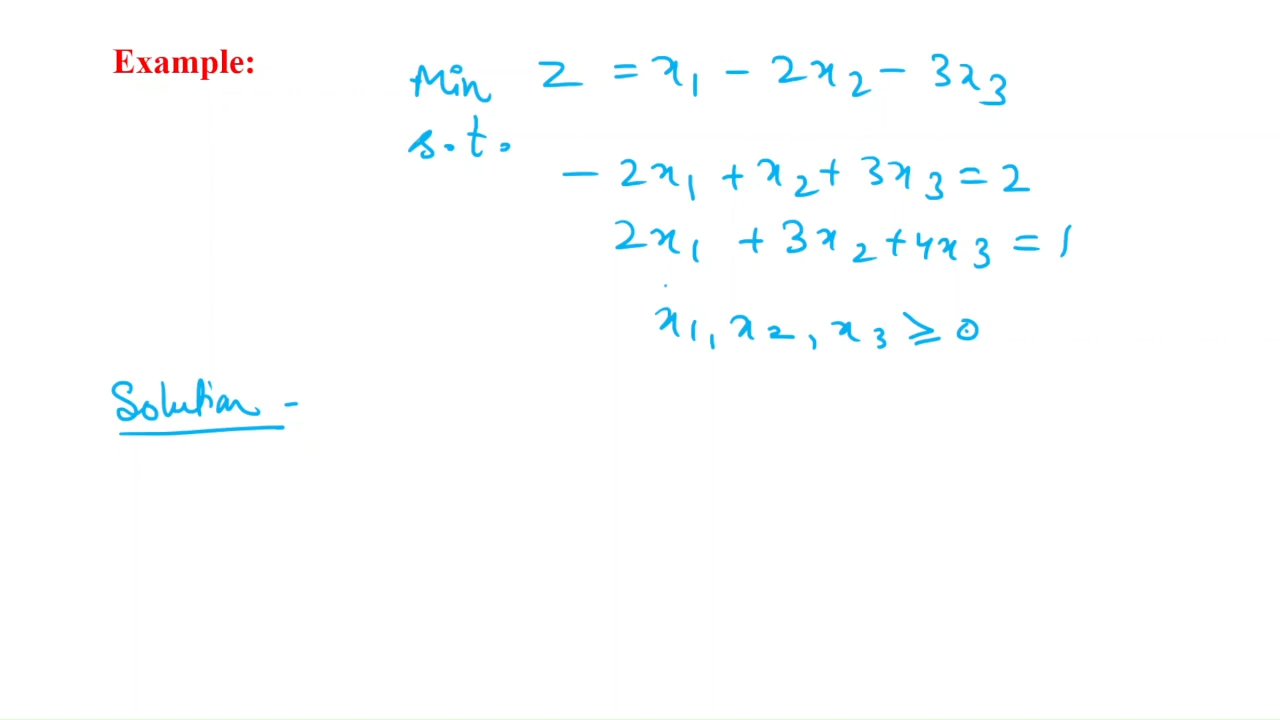 Example:
Min Z = x₁ - 2x₂ - 3x₃
s.t.
- 2x₁ + x₂ + 3x₃ = 2
2x₁ + 3x₂ + 4x₃ = 1
x₁, x₂, x₃ ≥ 0
Solution -